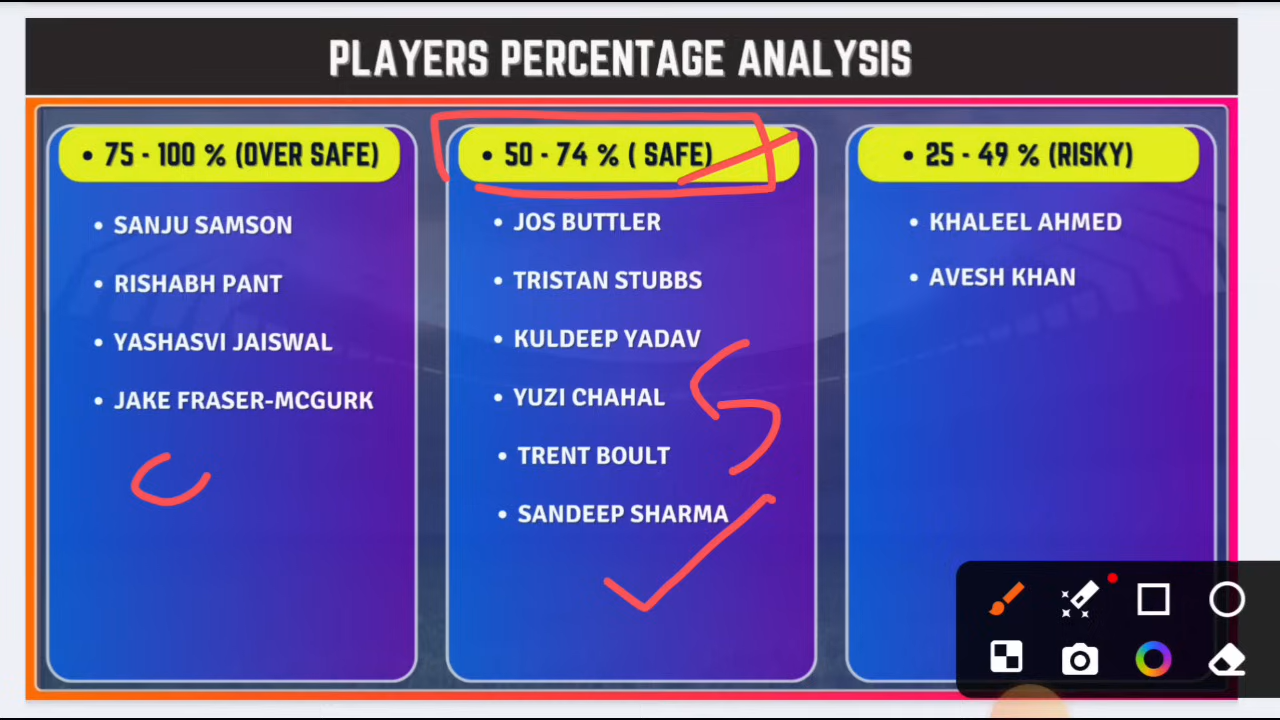 PLAYERS PERCENTAGE ANALYSIS
• 75 - 100 % (OVER SAFE)
• SANJU SAMSON
• RISHABH PANT
• YASHASVI JAISWAL
• JAKE FRASER-MCGURK
• 50 - 74 % ( SAFE)
• JOS BUTTLER
• TRISTAN STUBBS
• KULDEEP YADAV
• YUZI CHAHAL
• TRENT BOULT
• SANDEEP SHARMA
• 25 - 49 % (RISKY)
• KHALEEL AHMED
• AVESH KHAN